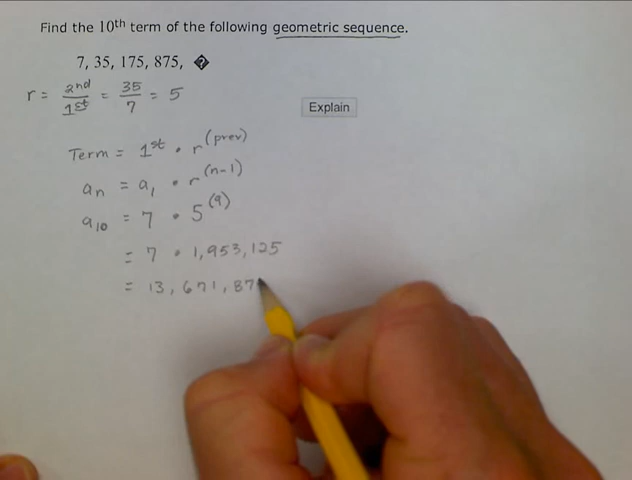 Find the 10th term of the following geometric sequence.
7, 35, 175, 875, �
r = 2nd/1st = 35/7 = 5
Explain
Term = 1st • r(prev)
an = a1 • r(n-1)
a10 = 7 • 5(9)
= 7 • 1,953,125
= 13,671,87